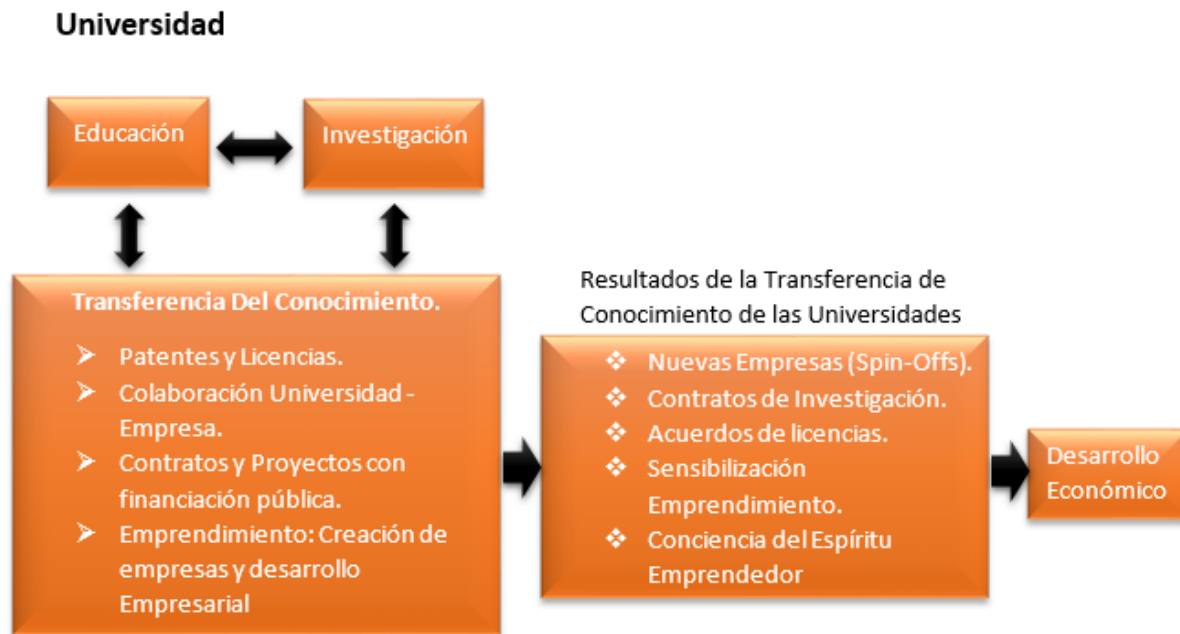 Universidad
Educación
Investigación
Transferencia Del Conocimiento.
Patentes y Licencias.
Colaboración Universidad -
Empresa.
Contratos y Proyectos con
financiación pública.
Emprendimiento: Creación de
empresas y desarrollo
Empresarial
Resultados de la Transferencia de
Conocimiento de las Universidades
Nuevas Empresas (Spin-Offs).
Contratos de Investigación.
Acuerdos de licencias.
Sensibilización
Emprendimiento.
Conciencia del Espíritu
Emprendedor
Desarrollo
Económico